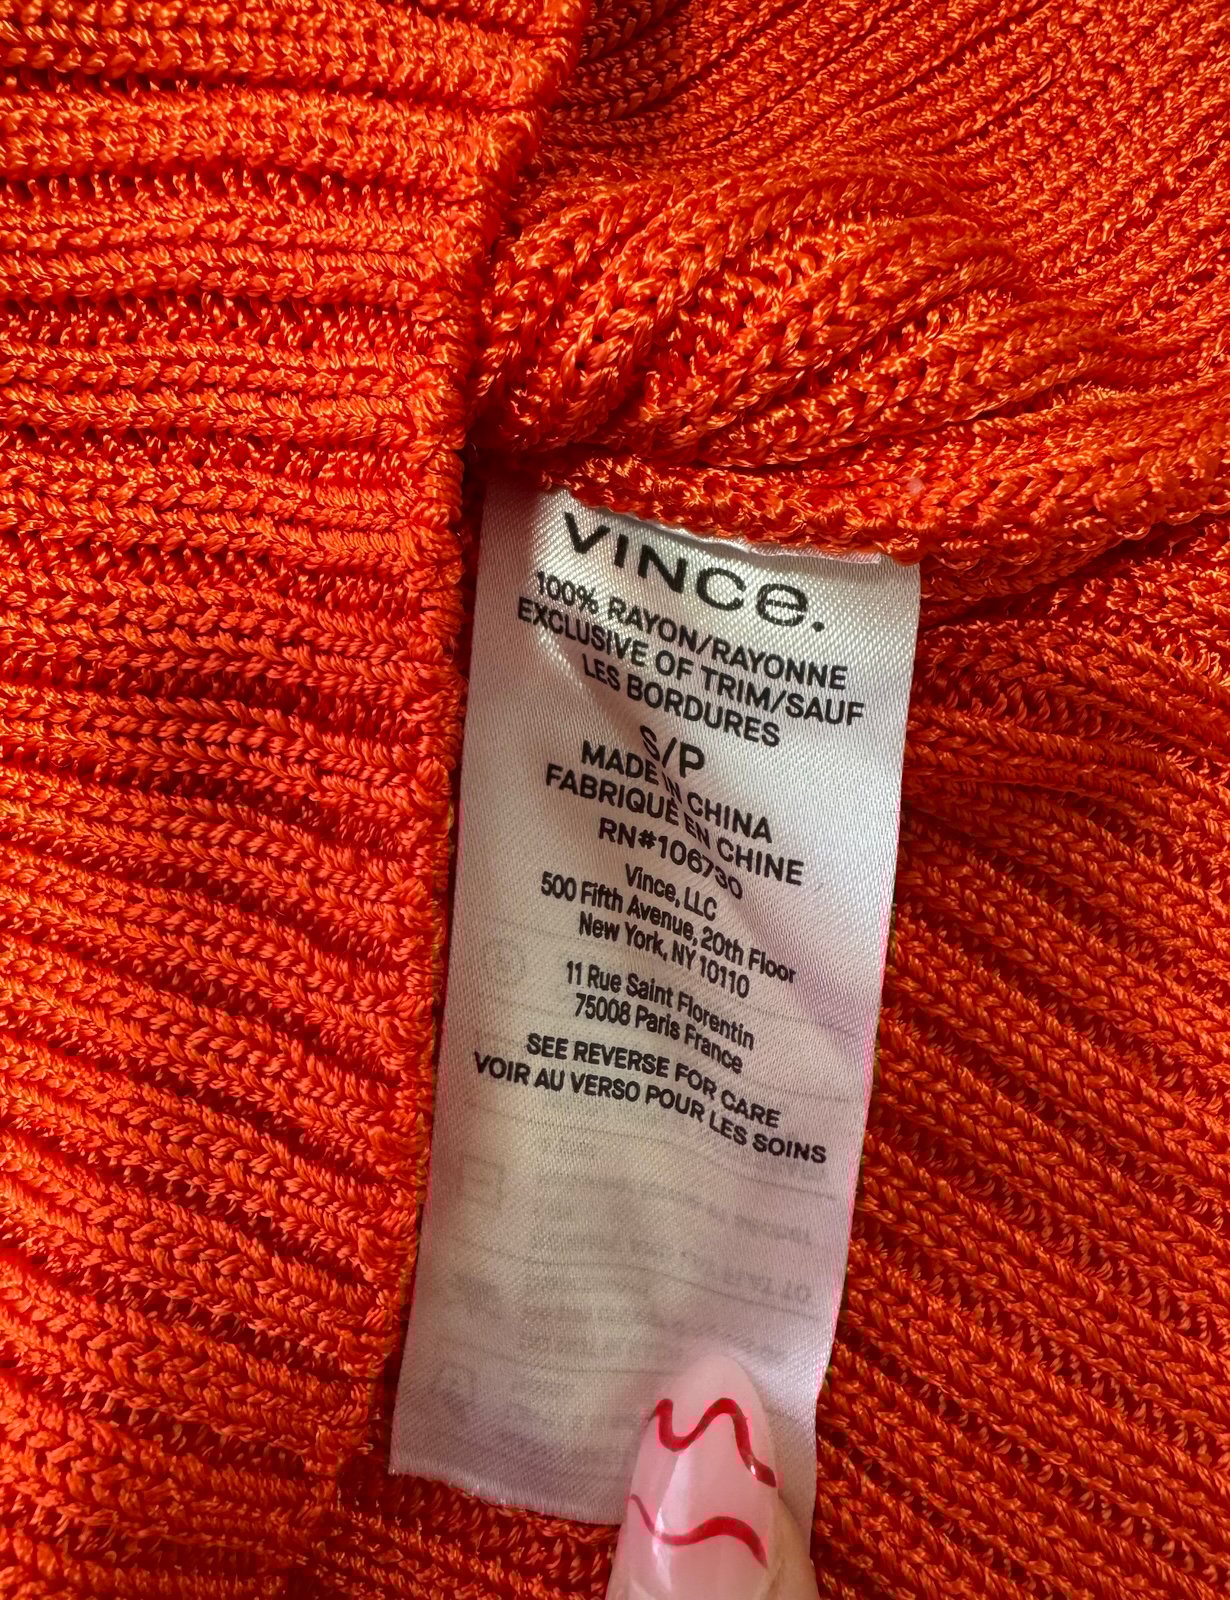 VINCe.
100% RAYON/RAYONNE
EXCLUSIVE OF TRIM/SAUF
LES BORDURES
S/P
MADE IN CHINA
FABRIQUÉ EN CHINE
RN#106730
Vince, LLC
500 Fifth Avenue, 20th Floor
New York, NY 10110
11 Rue Saint Florentin
75008 Paris France
SEE REVERSE FOR CARE
VOIR AU VERSO POUR LES SOINS